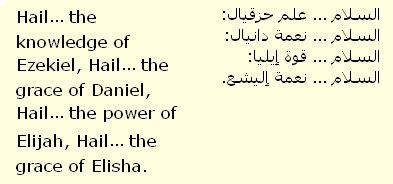 Hail... the
knowledge of
Ezekiel, Hail... the
grace of Daniel,
Hail... the power of
Elijah, Hail... the
grace of Elisha.
السلام ... علم حزقيال:
السلام ... نعمة دانيال:
السلام ... قوة إيليا:
السلام ... نعمة إليشع.